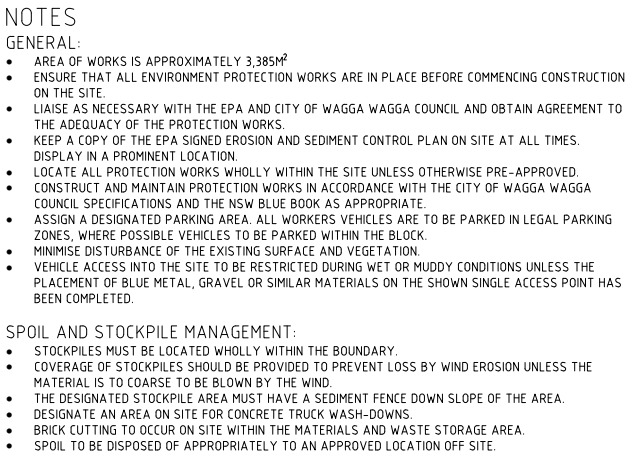 NOTES
GENERAL:
• AREA OF WORKS IS APPROXIMATELY 3,385M²
• ENSURE THAT ALL ENVIRONMENT PROTECTION WORKS ARE IN PLACE BEFORE COMMENCING CONSTRUCTION
ON THE SITE.
• LIAISE AS NECESSARY WITH THE EPA AND CITY OF WAGGA WAGGA COUNCIL AND OBTAIN AGREEMENT TO
THE ADEQUACY OF THE PROTECTION WORKS.
• KEEP A COPY OF THE EPA SIGNED EROSION AND SEDIMENT CONTROL PLAN ON SITE AT ALL TIMES.
DISPLAY IN A PROMINENT LOCATION.
• LOCATE ALL PROTECTION WORKS WHOLLY WITHIN THE SITE UNLESS OTHERWISE PRE-APPROVED.
• CONSTRUCT AND MAINTAIN PROTECTION WORKS IN ACCORDANCE WITH THE CITY OF WAGGA WAGGA
COUNCIL SPECIFICATIONS AND THE NSW BLUE BOOK AS APPROPRIATE.
• ASSIGN A DESIGNATED PARKING AREA. ALL WORKERS VEHICLES ARE TO BE PARKED IN LEGAL PARKING
ZONES, WHERE POSSIBLE VEHICLES TO BE PARKED WITHIN THE BLOCK.
• MINIMISE DISTURBANCE OF THE EXISTING SURFACE AND VEGETATION.
• VEHICLE ACCESS INTO THE SITE TO BE RESTRICTED DURING WET OR MUDDY CONDITIONS UNLESS THE
PLACEMENT OF BLUE METAL, GRAVEL OR SIMILAR MATERIALS ON THE SHOWN SINGLE ACCESS POINT HAS
BEEN COMPLETED.
SPOIL AND STOCKPILE MANAGEMENT:
• STOCKPILES MUST BE LOCATED WHOLLY WITHIN THE BOUNDARY.
• COVERAGE OF STOCKPILES SHOULD BE PROVIDED TO PREVENT LOSS BY WIND EROSION UNLESS THE
MATERIAL IS TO COARSE TO BE BLOWN BY THE WIND.
• THE DESIGNATED STOCKPILE AREA MUST HAVE A SEDIMENT FENCE DOWN SLOPE OF THE AREA.
• DESIGNATE AN AREA ON SITE FOR CONCRETE TRUCK WASH-DOWNS.
• BRICK CUTTING TO OCCUR ON SITE WITHIN THE MATERIALS AND WASTE STORAGE AREA.
• SPOIL TO BE DISPOSED OF APPROPRIATELY TO AN APPROVED LOCATION OFF SITE.